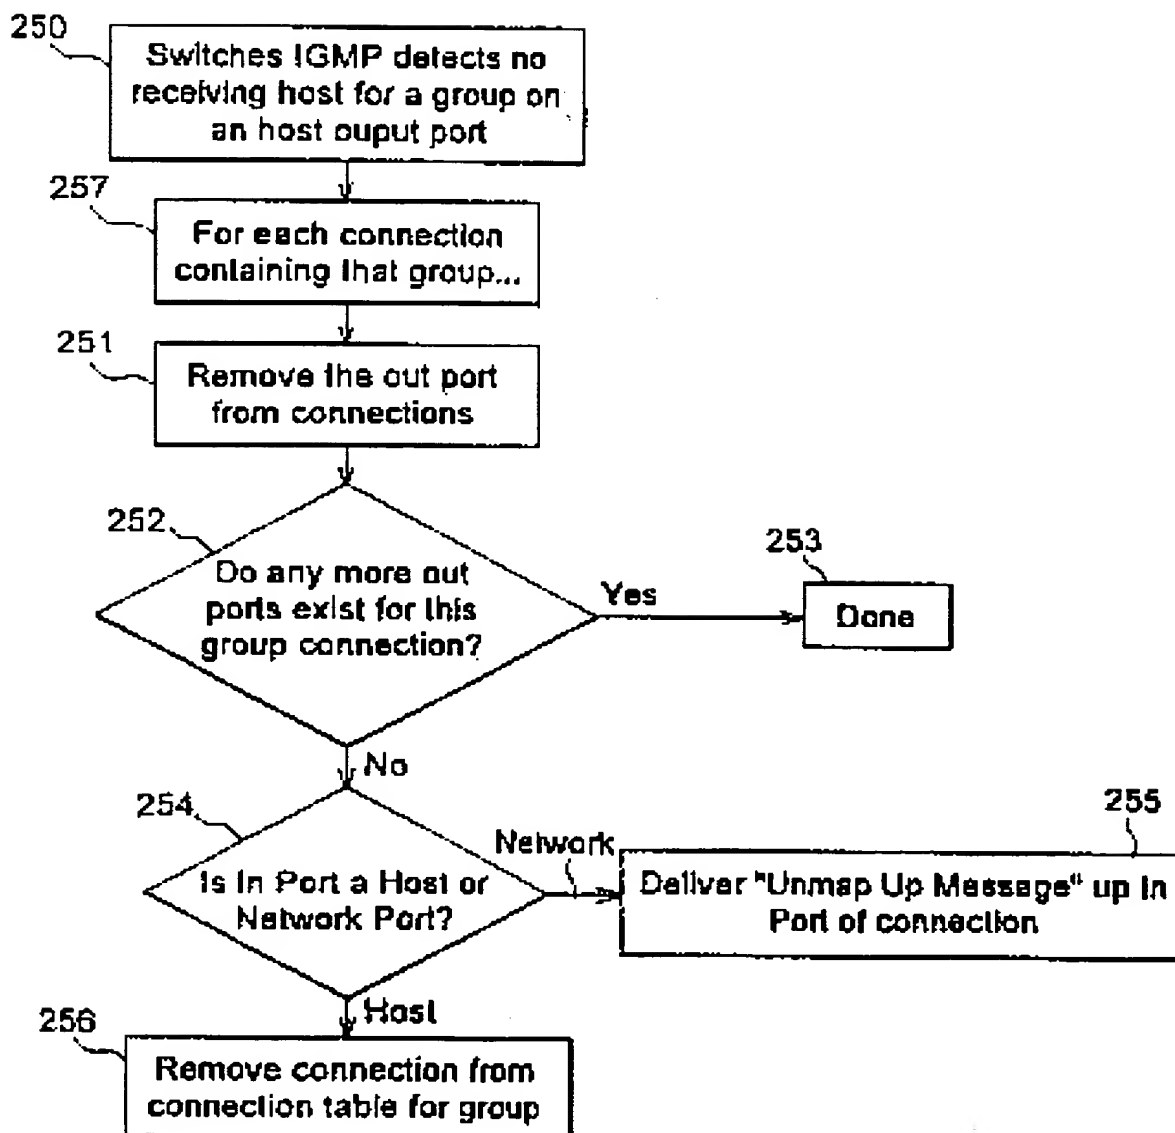 250
Switches IGMP detects no
receiving host for a group on
an host ouput port
257
For each connection
containing that group...
251
Remove the out port
from connections
252
Do any more out
ports exist for this
group connection?
Yes
253
Done
No
254
Is In Port a Host or
Network Port?
Network
255
Deliver "Unmap Up Message" up In
Port of connection
Host
256
Remove connection from
connection table for group